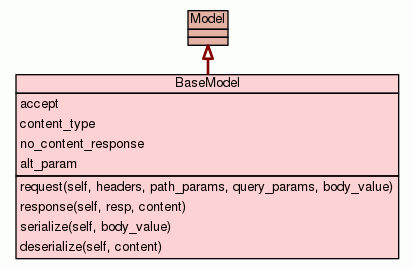 Model
BaseModel
accept
content_type
no_content_response
alt_param
request(self, headers, path_params, query_params, body_value)
response(self, resp, content)
serialize(self, body_value)
deserialize(self, content)